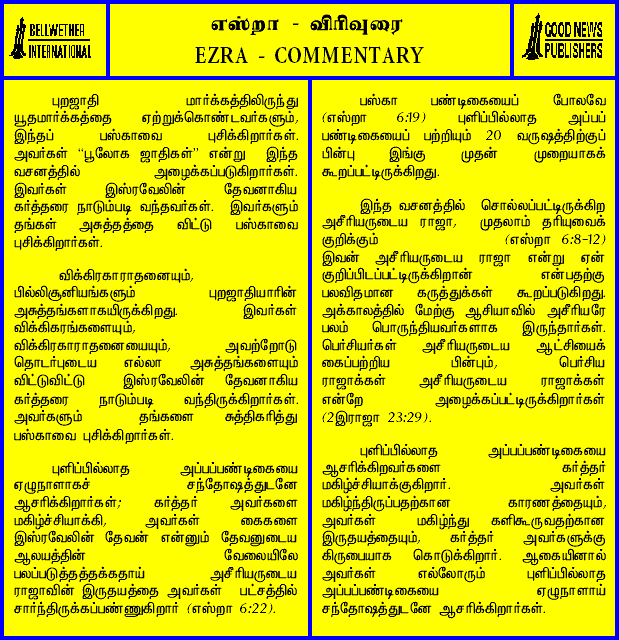 BELLWETHER
INTERNATIONAL
எஸ்றா - விரிவுரை
EZRA - COMMENTARY
GOOD NEWS
PUBLISHERS
புறஜாதி மார்க்கத்திலிருந்து
யூதமார்க்கத்தை ஏற்றுக்கொண்டவர்களும்,
இந்தப் பஸ்காவை புசிக்கிறார்கள்.
அவர்கள் “பூலோக ஜாதிகள்” என்று இந்த
வசனத்தில் அழைக்கப்படுகிறார்கள்.
இவர்கள் இஸ்ரவேலின் தேவனாகிய
கர்த்தரை நாடும்படி வந்தவர்கள். இவர்களும்
தங்கள் அசுத்தத்தை விட்டு பஸ்காவை
புசிக்கிறார்கள்.
விக்கிரகாராதனையும்,
பில்லிசூனியங்களும் புறஜாதியாரின்
அசுத்தங்களாகயிருக்கிறது. இவர்கள்
விக்கிரகங்களையும்,
விக்கிரகாராதனையையும், அவற்றோடு
தொடர்புடைய எல்லா அசுத்தங்களையும்
விட்டுவிட்டு இஸ்ரவேலின் தேவனாகிய
கர்த்தரை நாடும்படி வந்திருக்கிறார்கள்.
அவர்களும் தங்களை சுத்திகரித்து
பஸ்காவை புசிக்கிறார்கள்.
புளிப்பில்லாத அப்பப்பண்டிகையை
ஏழுநாளாகச் சந்தோஷத்துடனே
ஆசரிக்கிறார்கள்; கர்த்தர் அவர்களை
மகிழ்ச்சியாக்கி, அவர்கள் கைகளை
இஸ்ரவேலின் தேவன் என்னும் தேவனுடைய
ஆலயத்தின் வேலையிலே
பலப்படுத்தத்தக்கதாய் அசீரியருடைய
ராஜாவின் இருதயத்தை அவர்கள் பட்சத்தில்
சார்ந்திருக்கப்பண்ணுகிறார் (எஸ்றா 6:22).
பஸ்கா பண்டிகையைப் போலவே
(எஸ்றா 6:19) புளிப்பில்லாத அப்பப்
பண்டிகையைப் பற்றியும் 20 வருஷத்திற்குப்
பின்பு இங்கு முதன் முறையாகக்
கூறப்பட்டிருக்கிறது.
இந்த வசனத்தில் சொல்லப்பட்டிருக்கிற
அசீரியருடைய ராஜா, முதலாம் தரியுவைக்
குறிக்கும் (எஸ்றா 6:8-12)
இவன் அசீரியருடைய ராஜா என்று ஏன்
குறிப்பிடப்பட்டிருக்கிறான் என்பதற்கு
பலவிதமான கருத்துக்கள் கூறப்படுகிறது.
அக்காலத்தில் மேற்கு ஆசியாவில் அசீரியரே
பலம் பொருந்தியவர்களாக இருந்தார்கள்.
பெர்சியர்கள் அசீரியருடைய ஆட்சியைக்
கைப்பற்றிய பின்பும், பெர்சிய
ராஜாக்கள் அசீரியருடைய ராஜாக்கள்
என்றே அழைக்கப்பட்டிருக்கிறார்கள்
(2இராஜா 23:29).
புளிப்பில்லாத அப்பப்பண்டிகையை
ஆசரிக்கிறவர்களை கர்த்தர்
மகிழ்ச்சியாக்குகிறார். அவர்கள்
மகிழ்ந்திருப்பதற்கான காரணத்தையும்,
அவர்கள் மகிழ்ந்து களிகூருவதற்கான
இருதயத்தையும், கர்த்தர் அவர்களுக்கு
கிருபையாக கொடுக்கிறார். ஆகையினால்
அவர்கள் எல்லோரும் புளிப்பில்லாத
அப்பப்பண்டிகையை ஏழுநாளாய்
சந்தோஷத்துடனே ஆசரிக்கிறார்கள்.